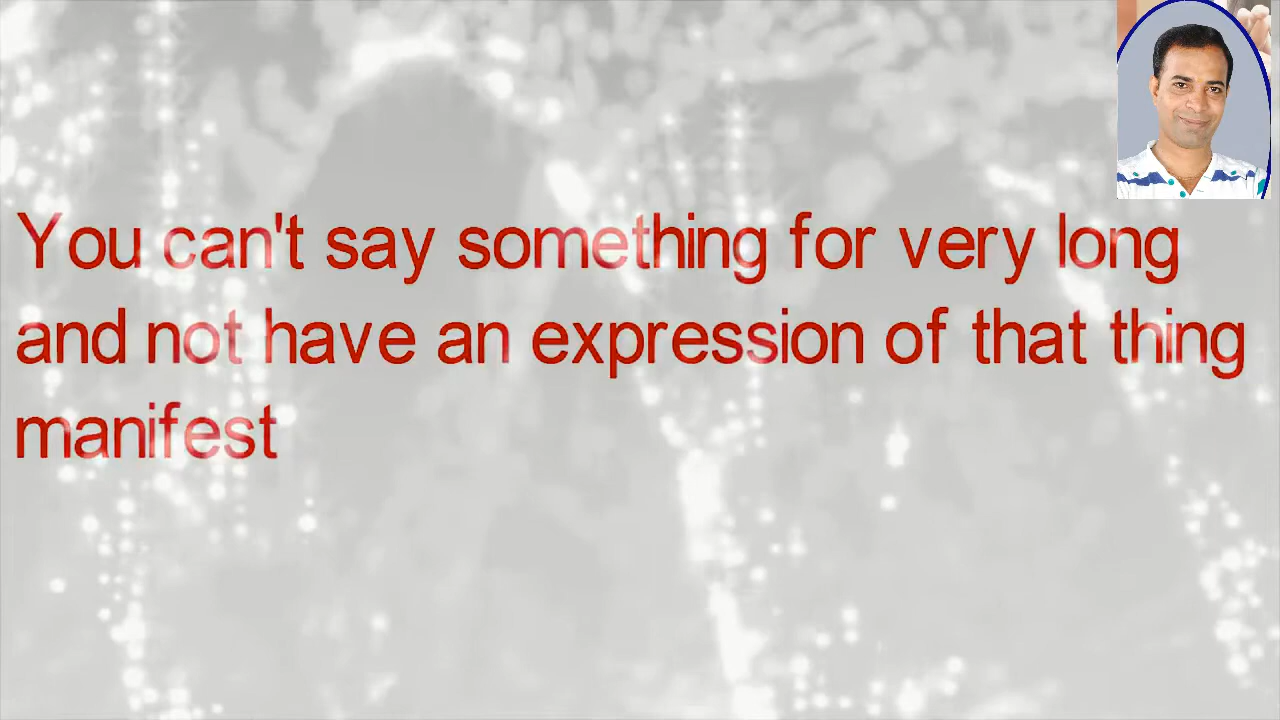 You can't say something for very long
and not have an expression of that thing
manifest